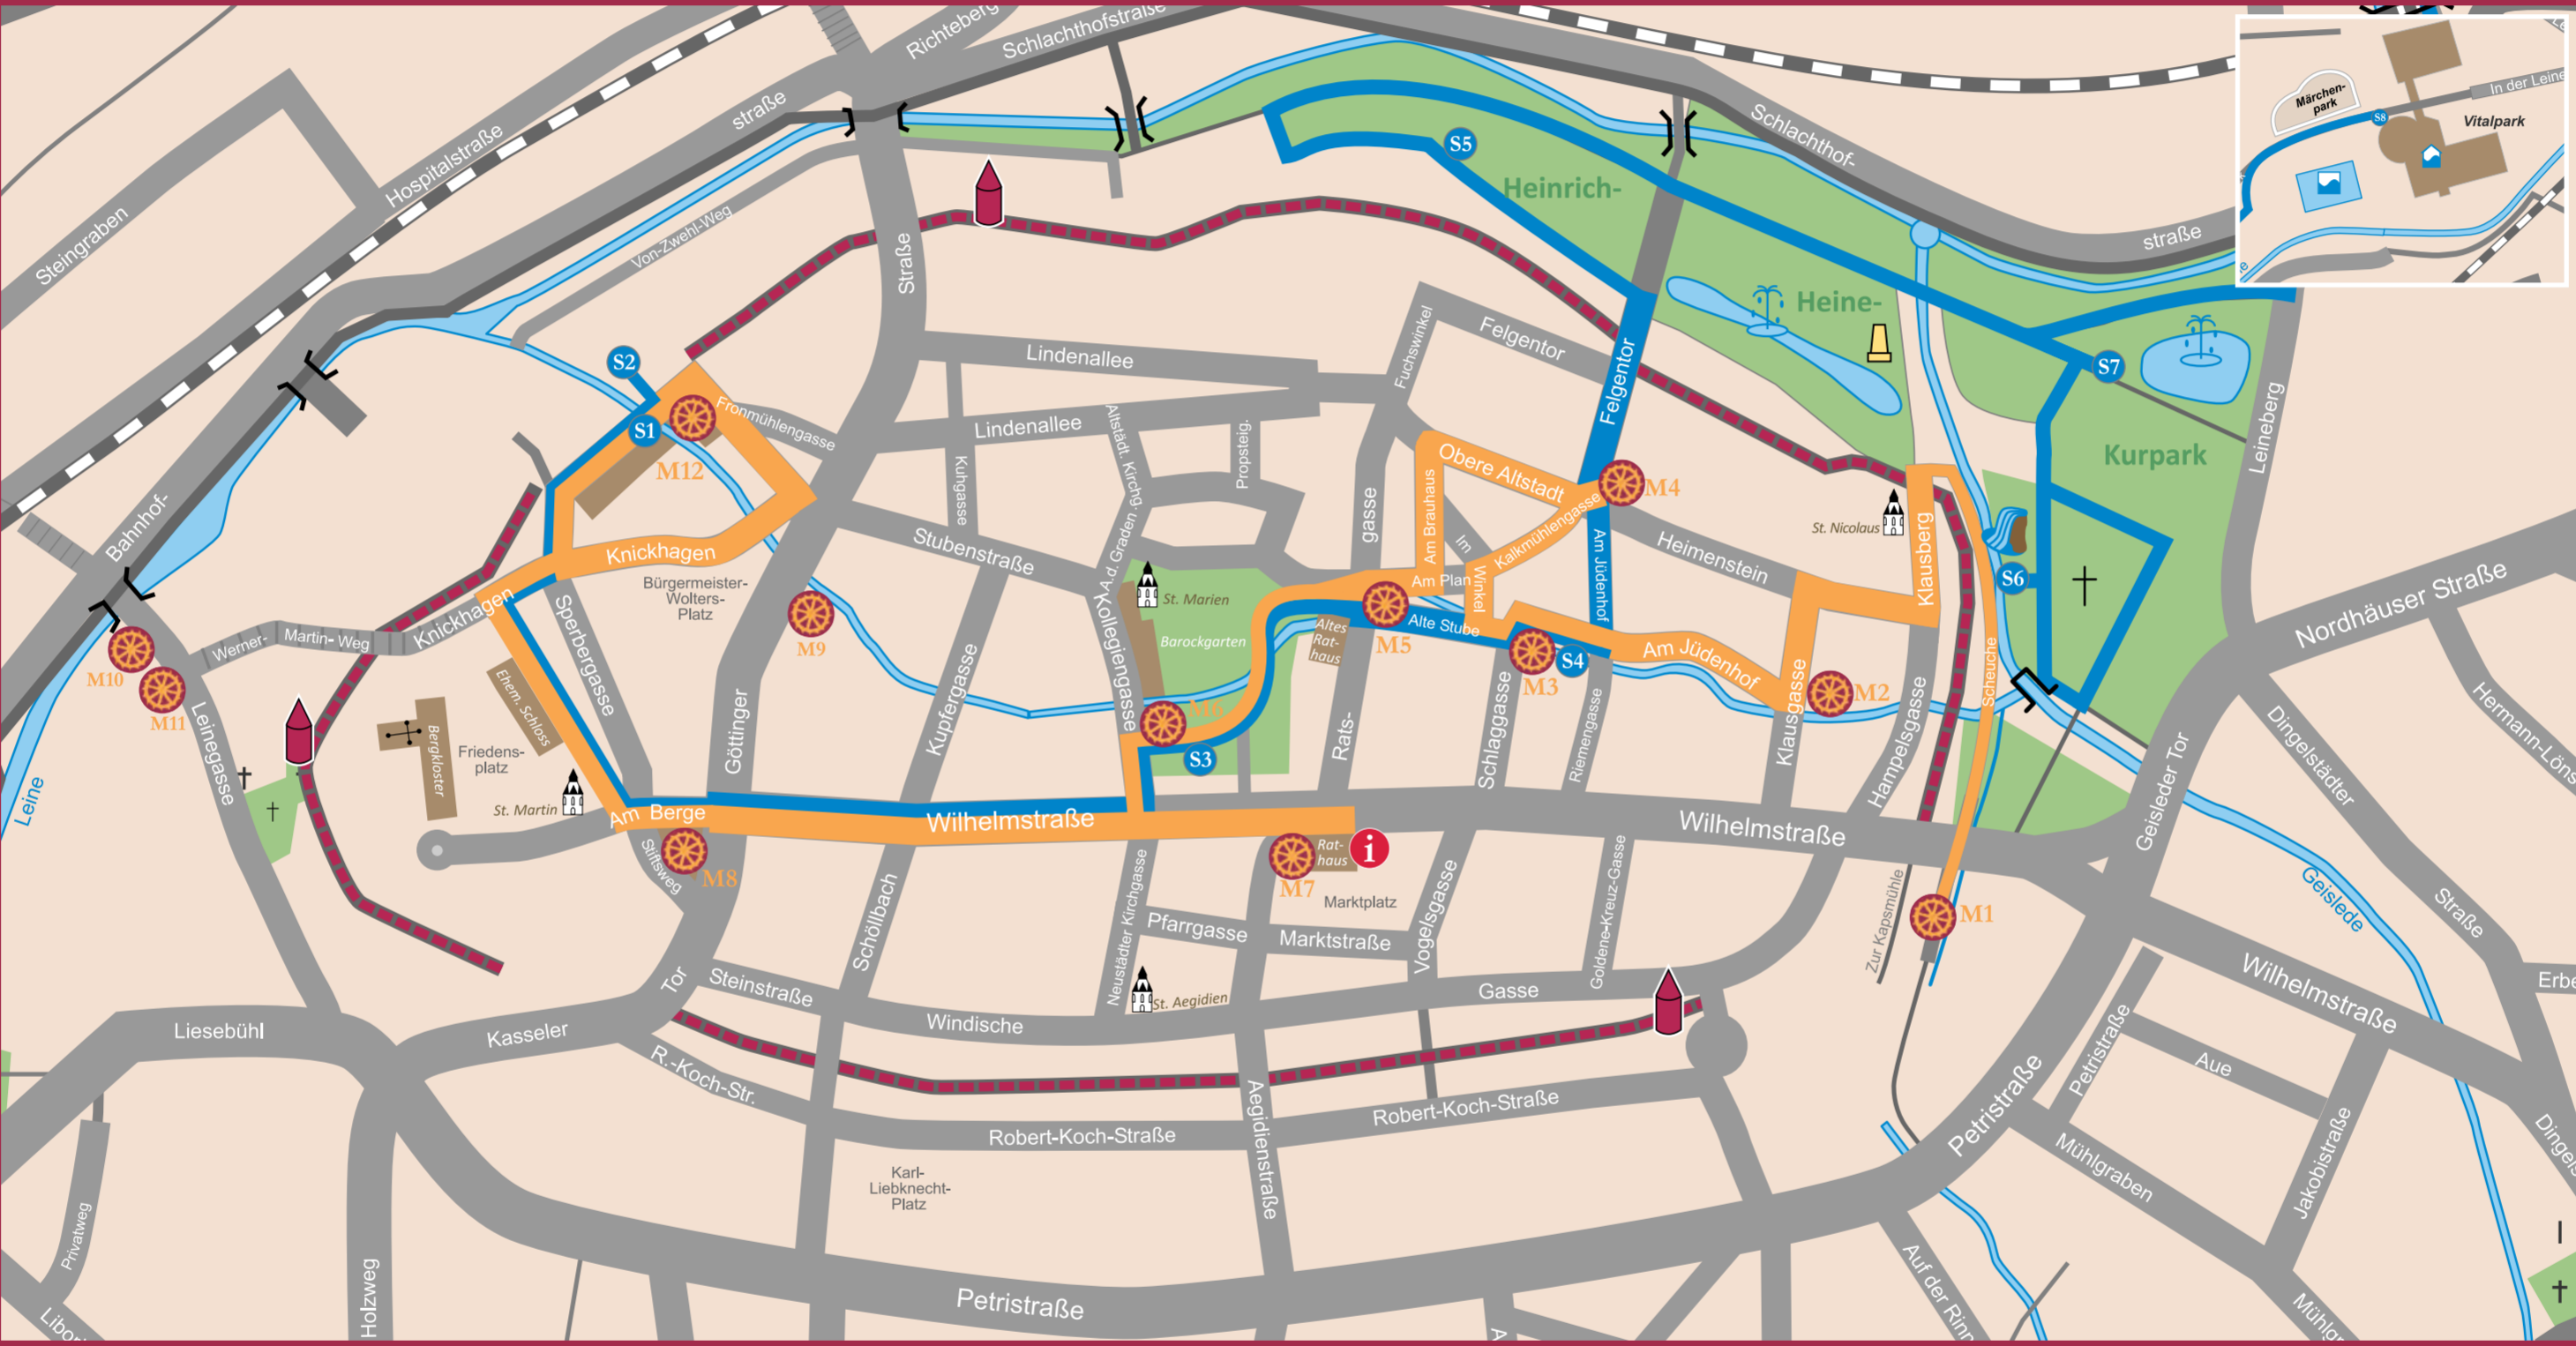 Richteberg
Schlachthofstraße
straße
Hospitalstraße
Steingraben
Von-Zwehl-Weg
Straße
Bahnhof-
Schlachthof-
straße
Märchen-
park
In der Leine
S8
Vitalpark
S5
Heinrich-
Heine-
S7
Kurpark
Leineberg
Lindenallee
Lindenallee
Fuchswinkel
Felgentor
Felgentor
S2
S1
M12
Fronmühlengasse
Altstädt. Kirchg.
Propsteig.
Kuhgasse
Stubenstraße
A.d. Graden
Kollegiengasse
gasse
Obere Altstadt
Am Brauhaus
Kalkmühlengasse
M4
Im
Winkel
Am Plan
Am Jüdenhof
Heimenstein
St. Nicolaus
Klausberg
S6
Nordhäuser Straße
Knickhagen
Knickhagen
Bürgermeister-
Wolters-
Platz
Sperbergasse
St. Marien
Barockgarten
Altes
Rat-
haus
M5
Alte Stube
M3
S4
Am Jüdenhof
M2
Scheuche
M9
M10
M11
Werner-
Martin- Weg
Leinegasse
Leine
Bergkloster
Friedens-
platz
Ehem. Schloss
St. Martin
Göttinger
Kupfergasse
M6
S3
Rats-
Schlaggasse
Riemengasse
Klausgasse
Hampelsgasse
Geisleder Tor
Dingelstädter
Straße
Hermann-Löns
Am Berge
Wilhelmstraße
Wilhelmstraße
Stiftsweg
M8
M7
Rat-
haus
i
Marktplatz
Schöllbach
Neustädter Kirchgasse
Pfarrgasse
Marktstraße
Vogelsgasse
Goldene-Kreuz-Gasse
Zur Kapsmühle
M1
Geislede
Wilhelmstraße
Erbe
Tor
Steinstraße
Windische
Gasse
St. Aegidien
Liesebühl
Kasseler
R.-Koch-Str.
Robert-Koch-Straße
Robert-Koch-Straße
Aegidienstraße
Karl-
Liebknecht-
Platz
Petristraße
Petristraße
Petristraße
Aue
Mühlgraben
Jakobistraße
Auf der Rinn
Mühlgr
Privatweg
Libori
Holzweg
Dingels
A